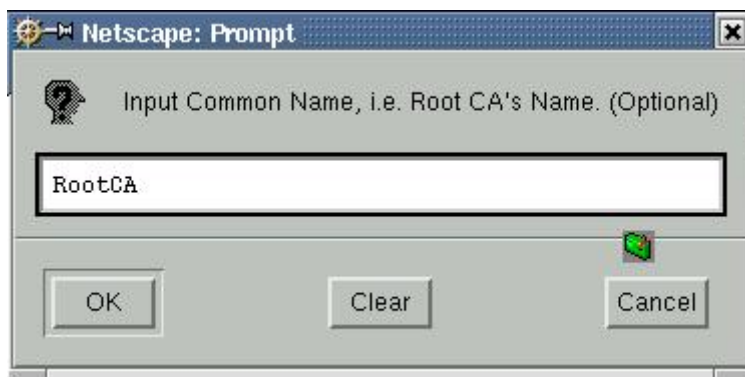 Netscape: Prompt
Input Common Name, i.e. Root CA's Name. (Optional)
RootCA
OK Clear Cancel